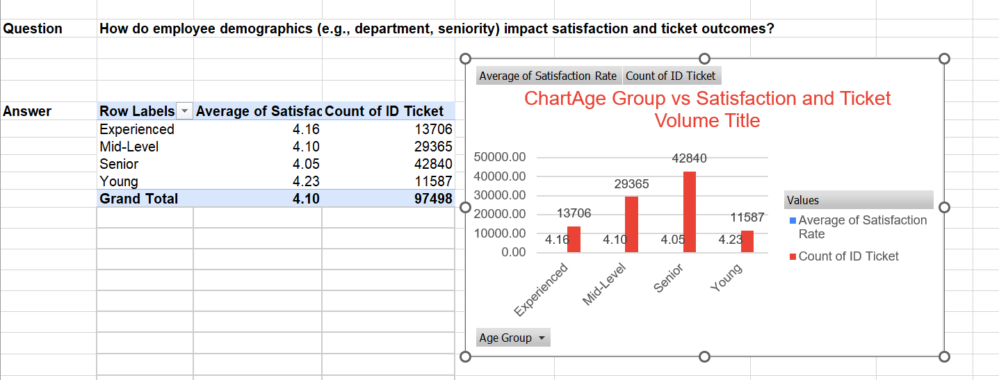 Question How do employee demographics (e.g., department, seniority) impact satisfaction and ticket outcomes?
Answer
Row Labels Average of Satisfac Count of ID Ticket
Experienced 4.16 13706
Mid-Level 4.10 29365
Senior 4.05 42840
Young 4.23 11587
Grand Total 4.10 97498
Average of Satisfaction Rate Count of ID Ticket
ChartAge Group vs Satisfaction and Ticket
Volume Title
50000.00
40000.00
30000.00
20000.00
10000.00
0.00
13706
29365
42840
11587
4.16
4.10
4.05
4.23
Experienced
Mid-Level
Senior
Young
Values
Average of Satisfaction
Rate
Count of ID Ticket
Age Group